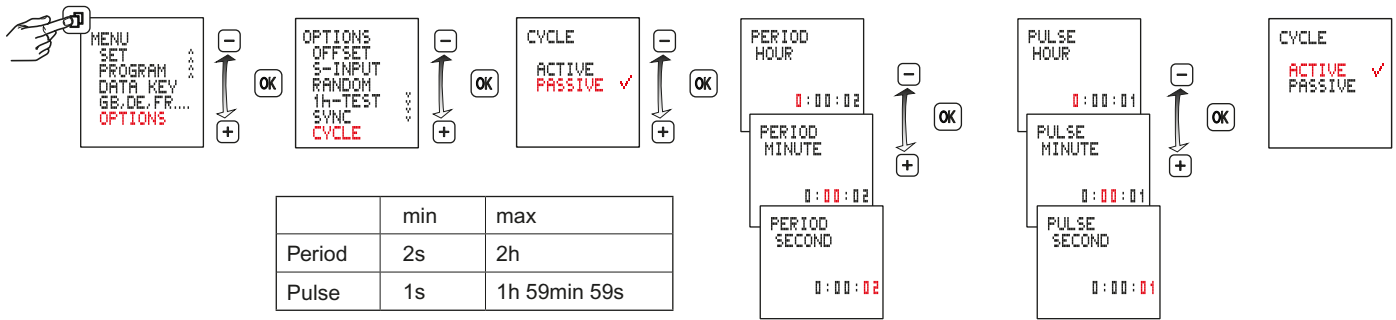 MENU
SET
PROGRAM
DATA KEY
GB,DE,FR....
OPTIONS
−
OK
+
OPTIONS
OFFSET
S-INPUT
RANDOM
1h-TEST
SYNC
CYCLE
−
OK
+
CYCLE
ACTIVE
PASSIVE ✓
−
OK
+
PERIOD
HOUR
0:00:02
PERIOD
MINUTE
0:00:02
PERIOD
SECOND
0:00:02
−
OK
+
PULSE
HOUR
0:00:01
PULSE
MINUTE
0:00:01
PULSE
SECOND
0:00:01
−
OK
+
CYCLE
ACTIVE ✓
PASSIVE
min max
Period 2s 2h
Pulse 1s 1h 59min 59s